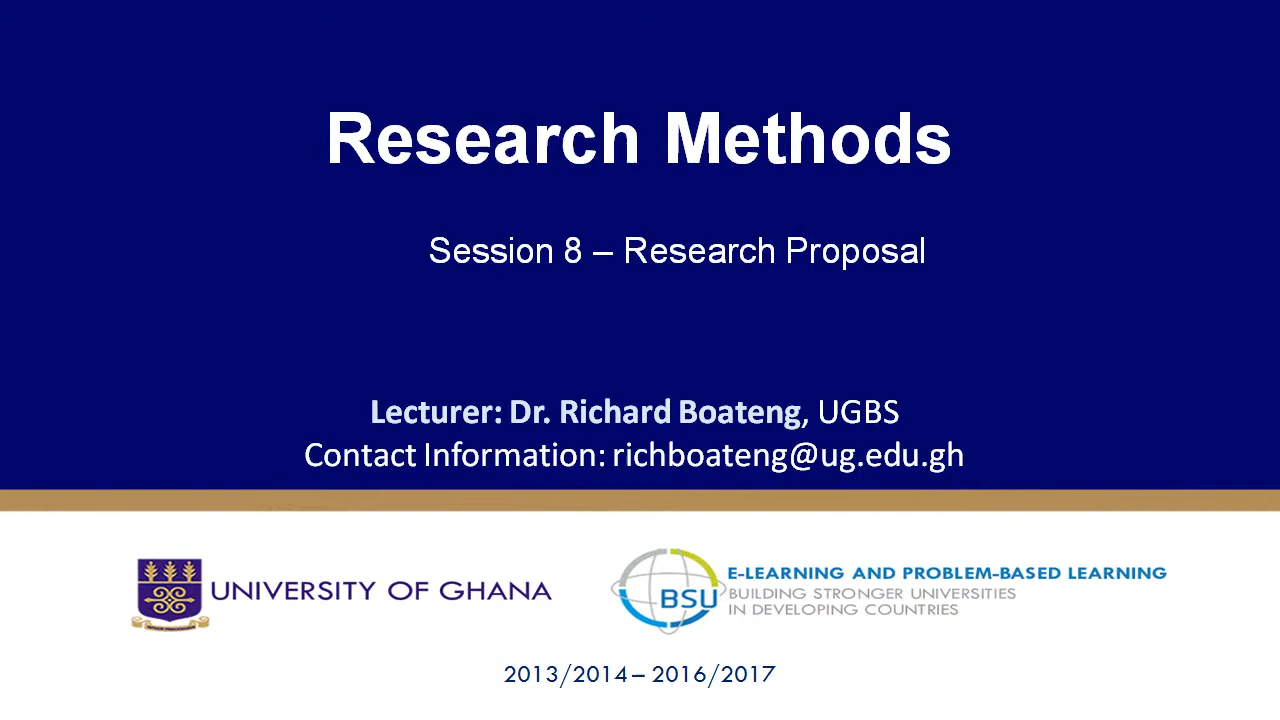 Research Methods
Session 8 – Research Proposal
Lecturer: Dr. Richard Boateng, UGBS
Contact Information: richboateng@ug.edu.gh
UNIVERSITY OF GHANA
BSU
E-LEARNING AND PROBLEM-BASED LEARNING
BUILDING STRONGER UNIVERSITIES
IN DEVELOPING COUNTRIES
2013/2014 – 2016/2017